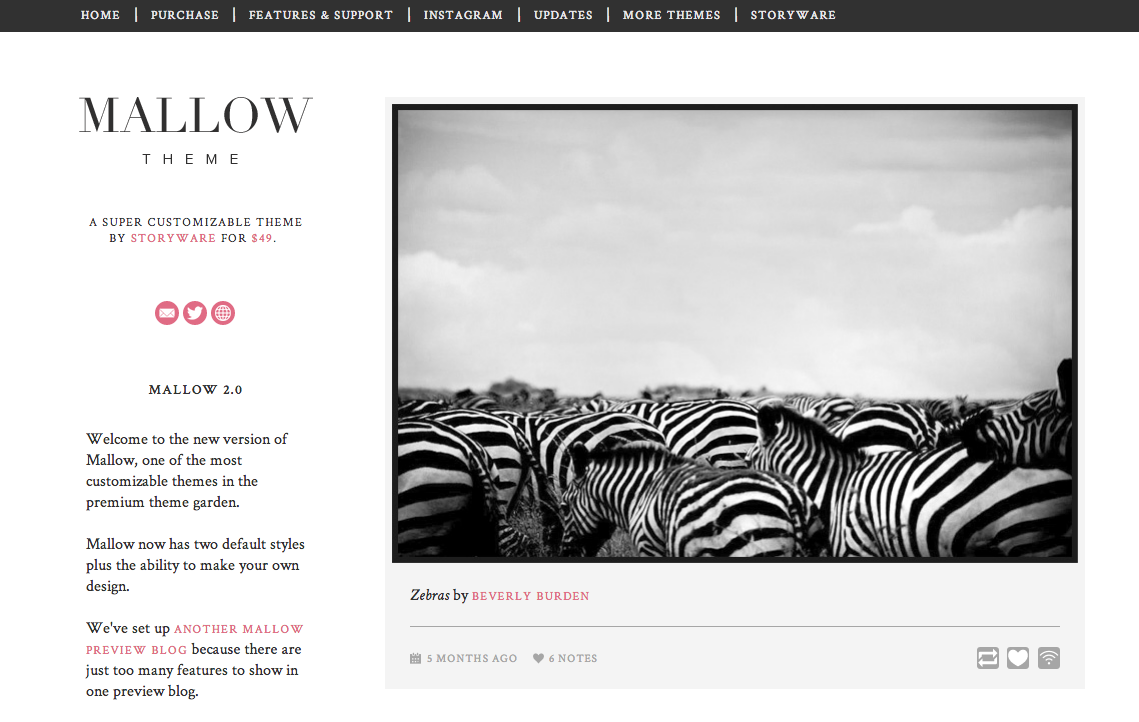 HOME | PURCHASE | FEATURES & SUPPORT | INSTAGRAM | UPDATES | MORE THEMES | STORYWARE
MALLOW
THEME
A SUPER CUSTOMIZABLE THEME
BY STORYWARE FOR $49.
MALLOW 2.0
Welcome to the new version of
Mallow, one of the most
customizable themes in the
premium theme garden.
Mallow now has two default styles
plus the ability to make your own
design.
We've set up ANOTHER MALLOW
PREVIEW BLOG because there are
just too many features to show in
one preview blog.
Zebras by BEVERLY BURDEN
5 MONTHS AGO 6 NOTES